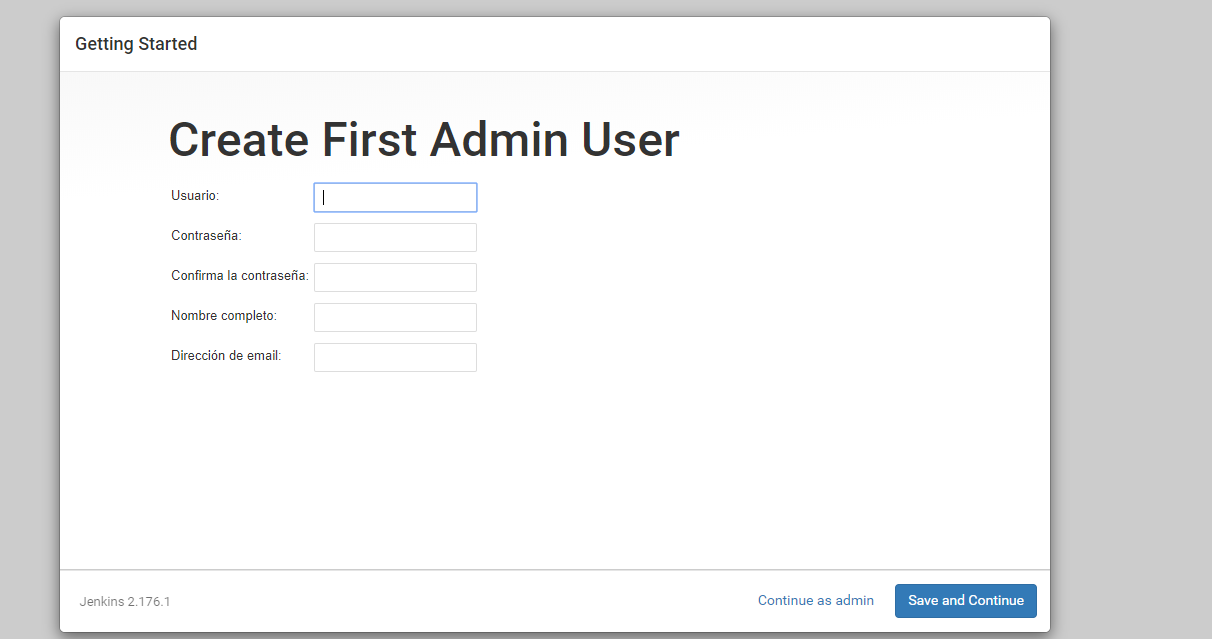 Getting Started
Create First Admin User
Usuario:
Contraseña:
Confirma la contraseña:
Nombre completo:
Dirección de email:
Jenkins 2.176.1
Continue as admin
Save and Continue